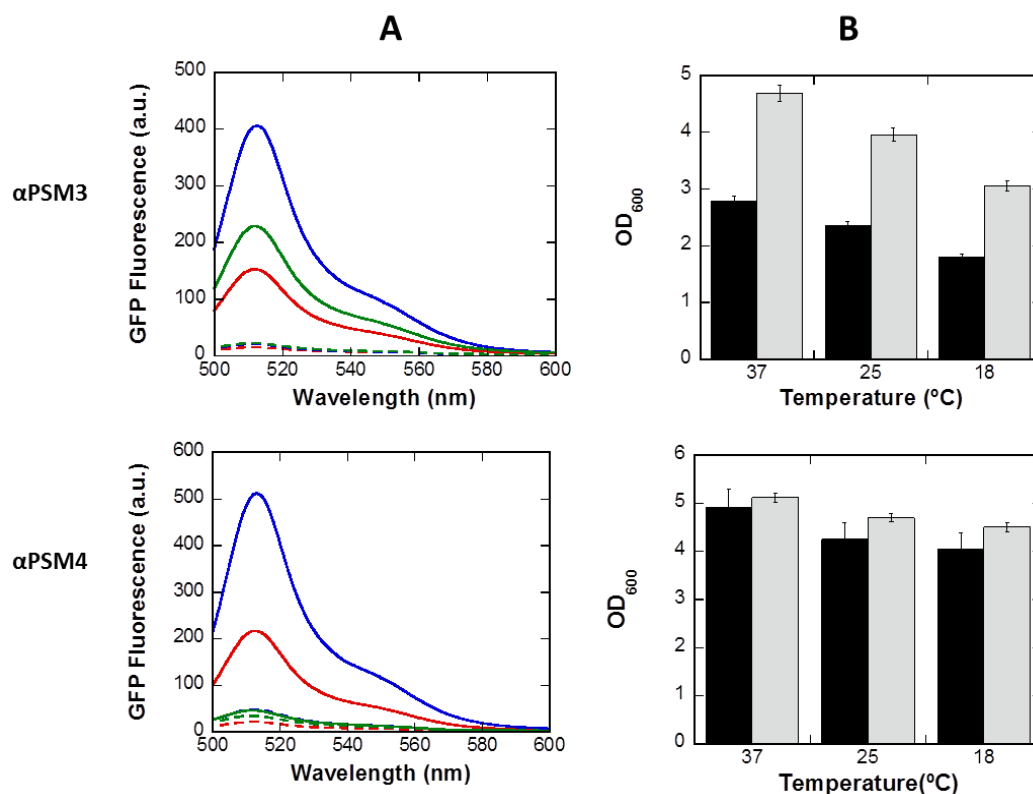 A
B
αPSM3
GFP Fluorescence (a.u.)
500
400
300
200
100
0
500 520 540 560 580 600
Wavelength (nm)
OD600
5
4
3
2
1
0
37 25 18
Temperature (ºC)
αPSM4
GFP Fluorescence (a.u.)
600
500
400
300
200
100
0
500 520 540 560 580 600
Wavelength (nm)
OD600
6
5
4
3
2
1
0
37 25 18
Temperature(ºC)